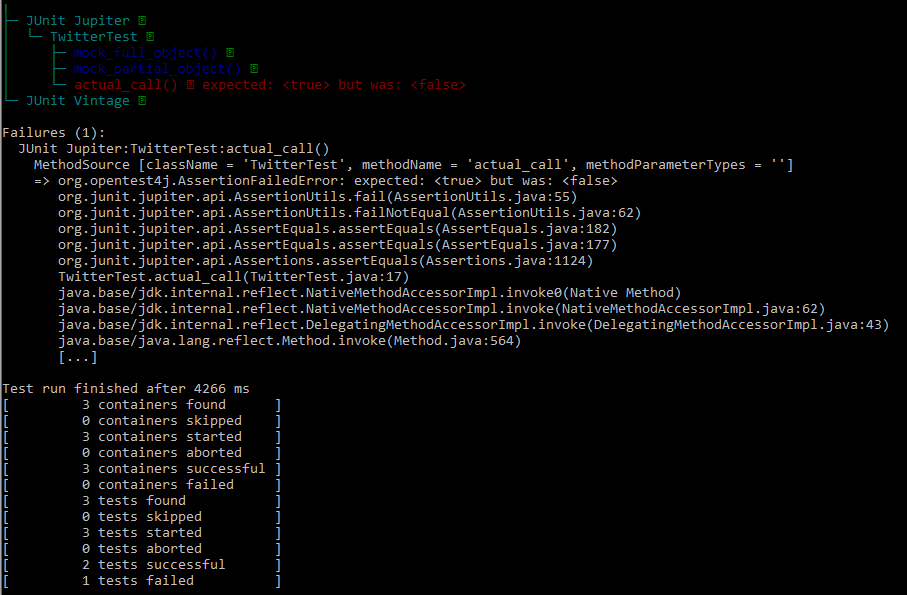 ├─ JUnit Jupiter
│  └─ TwitterTest
│     ├─ mock_full_object()
│     ├─ mock_partial_object()
│     └─ actual_call() expected: <true> but was: <false>
└─ JUnit Vintage

Failures (1):
  JUnit Jupiter:TwitterTest:actual_call()
    MethodSource [className = 'TwitterTest', methodName = 'actual_call', methodParameterTypes = '']
    => org.opentest4j.AssertionFailedError: expected: <true> but was: <false>
       org.junit.jupiter.api.AssertionUtils.fail(AssertionUtils.java:55)
       org.junit.jupiter.api.AssertionUtils.failNotEqual(AssertionUtils.java:62)
       org.junit.jupiter.api.AssertEquals.assertEquals(AssertEquals.java:182)
       org.junit.jupiter.api.AssertEquals.assertEquals(AssertEquals.java:177)
       org.junit.jupiter.api.Assertions.assertEquals(Assertions.java:1124)
       TwitterTest.actual_call(TwitterTest.java:17)
       java.base/jdk.internal.reflect.NativeMethodAccessorImpl.invoke0(Native Method)
       java.base/jdk.internal.reflect.NativeMethodAccessorImpl.invoke(NativeMethodAccessorImpl.java:62)
       java.base/jdk.internal.reflect.DelegatingMethodAccessorImpl.invoke(DelegatingMethodAccessorImpl.java:43)
       java.base/java.lang.reflect.Method.invoke(Method.java:564)
       [...]

Test run finished after 4266 ms
[         3 containers found      ]
[         0 containers skipped    ]
[         3 containers started    ]
[         0 containers aborted    ]
[         3 containers successful ]
[         0 containers failed     ]
[         3 tests found           ]
[         0 tests skipped         ]
[         3 tests started         ]
[         0 tests aborted         ]
[         2 tests successful      ]
[         1 tests failed          ]